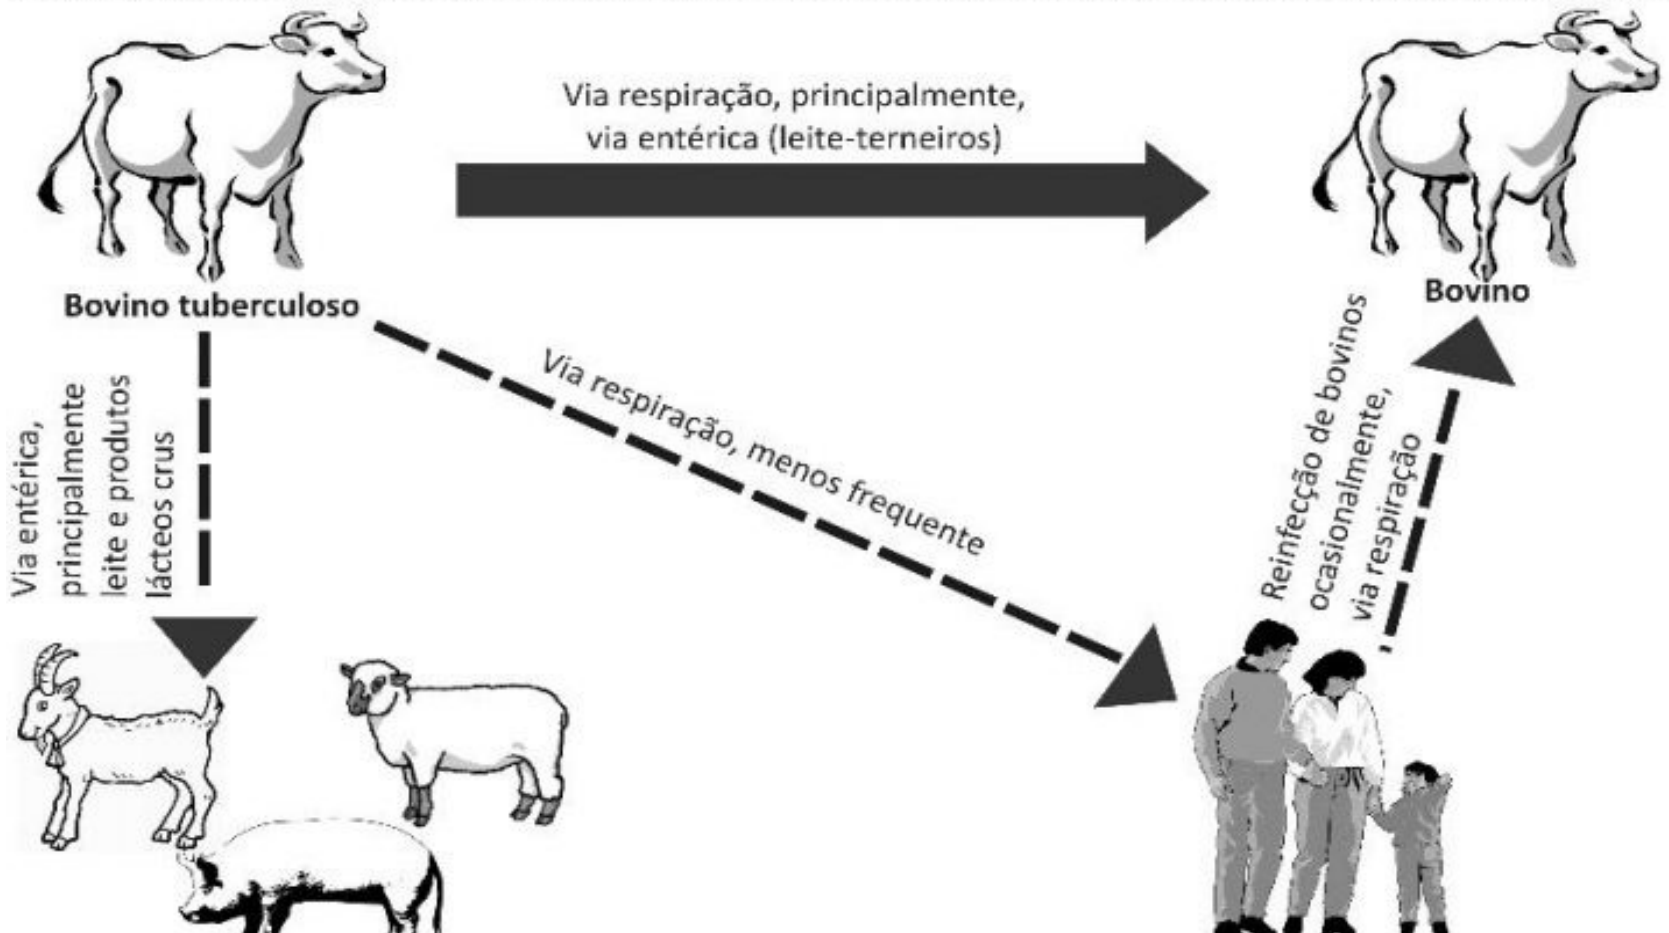 Via respiração, principalmente,
via entérica (leite-terneiros)
Bovino tuberculoso
Bovino
Via entérica,
principalmente
leite e produtos
lácteos crus
Via respiração, menos frequente
Reinfecção de bovinos
ocasionalmente,
via respiração